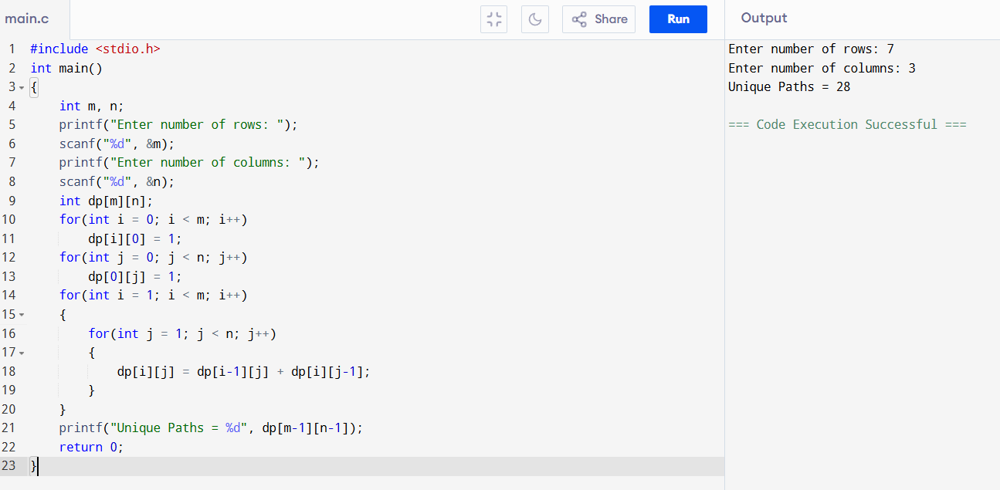 main.c
Share
Run
Output
1 #include <stdio.h>
2 int main()
3 {
4     int m, n;
5     printf("Enter number of rows: ");
6     scanf("%d", &m);
7     printf("Enter number of columns: ");
8     scanf("%d", &n);
9     int dp[m][n];
10     for(int i = 0; i < m; i++)
11         dp[i][0] = 1;
12     for(int j = 0; j < n; j++)
13         dp[0][j] = 1;
14     for(int i = 1; i < m; i++)
15     {
16         for(int j = 1; j < n; j++)
17         {
18             dp[i][j] = dp[i-1][j] + dp[i][j-1];
19         }
20     }
21     printf("Unique Paths = %d", dp[m-1][n-1]);
22     return 0;
23 }
Enter number of rows: 7
Enter number of columns: 3
Unique Paths = 28
=== Code Execution Successful ===